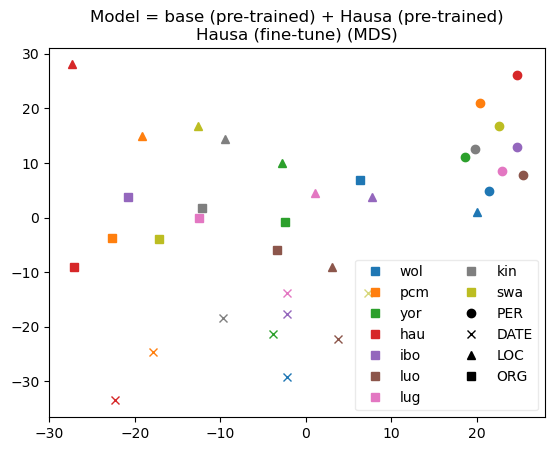 Model = base (pre-trained) + Hausa (pre-trained)
Hausa (fine-tune) (MDS)
30
20
10
0
−10
−20
−30
−30
−20
−10
0
10
20
wol
pcm
yor
hau
ibo
luo
lug
kin
swa
PER
DATE
LOC
ORG